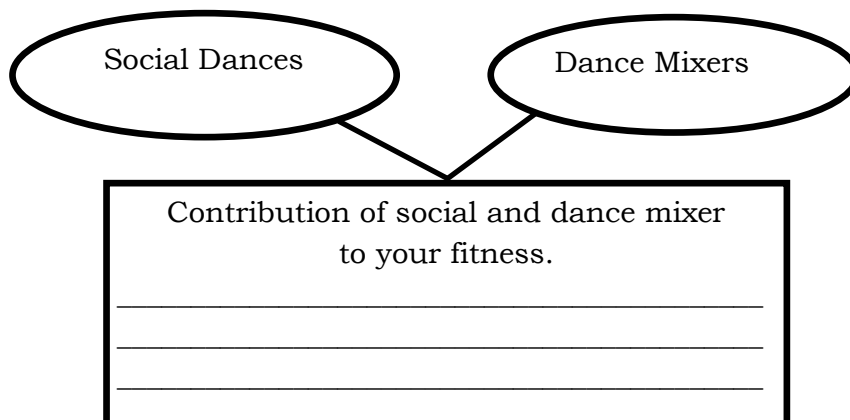 Social Dances
Dance Mixers
Contribution of social and dance mixer
to your fitness.